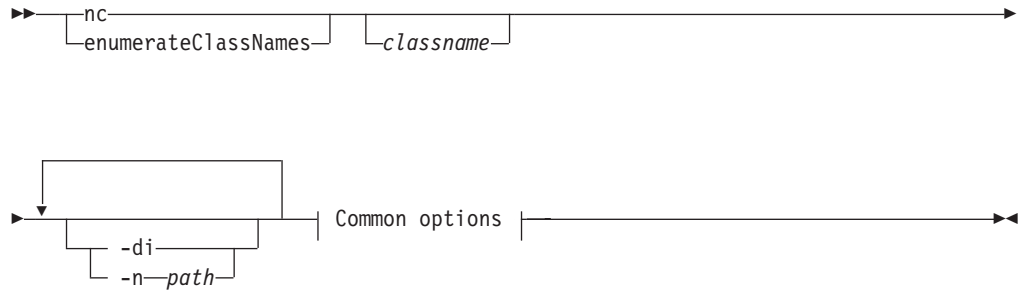 nc
enumerateClassNames
classname
Common options
-di
-n path